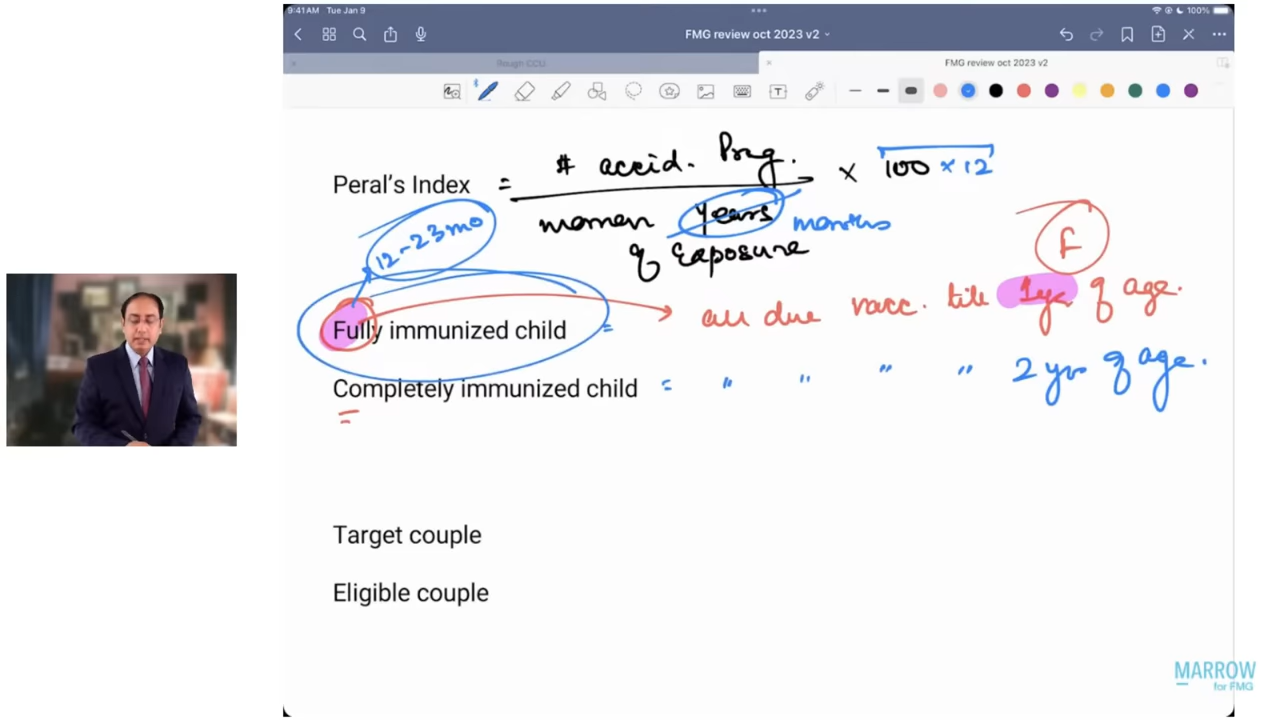 9:41AM Tue Jan 9
100%
FMG review oct 2023 v2
Rough CCU
FMG review oct 2023 v2
Peral's Index = # accid. Preg. × 100 × 12
women years months
of Exposure
12-23 mo
F
Fully immunized child = all due vacc. till 1yr of age.
Completely immunized child = " " " " 2 yrs of age.
Target couple
Eligible couple
MARROW
for FMG